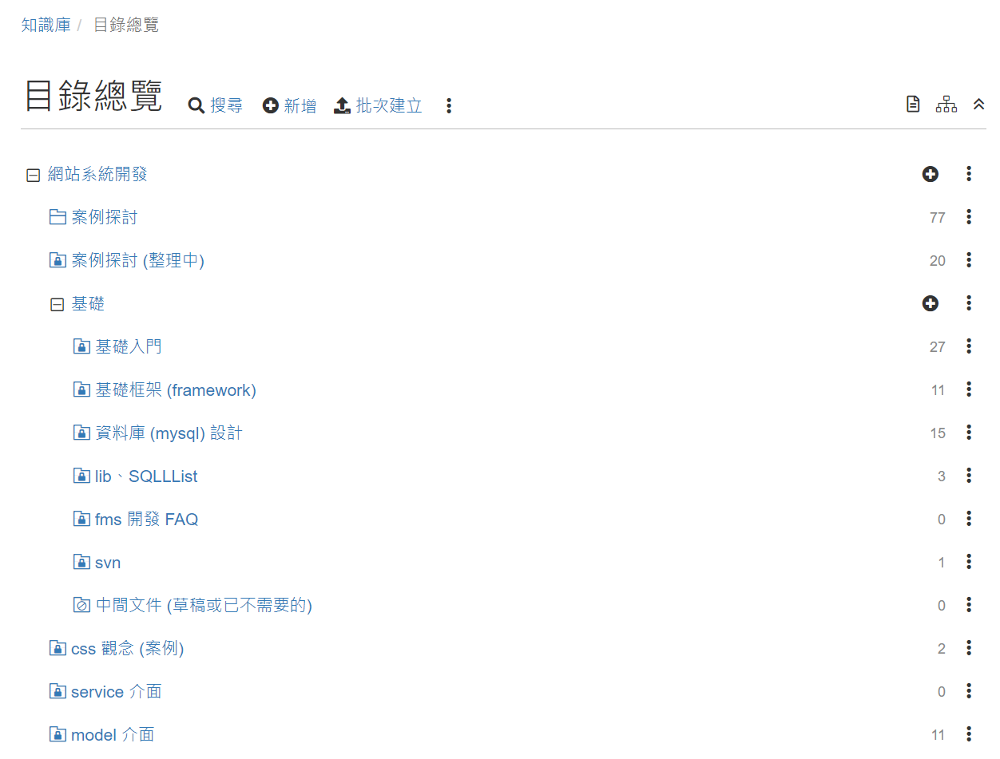 知識庫 / 目錄總覽
目錄總覽 搜尋 新增 批次建立
網站系統開發
案例探討 77
案例探討 (整理中) 20
基礎
基礎入門 27
基礎框架 (framework) 11
資料庫 (mysql) 設計 15
lib、SQLLList 3
fms 開發 FAQ 0
svn 1
中間文件 (草稿或已不需要的) 0
css 觀念 (案例) 2
service 介面 0
model 介面 11